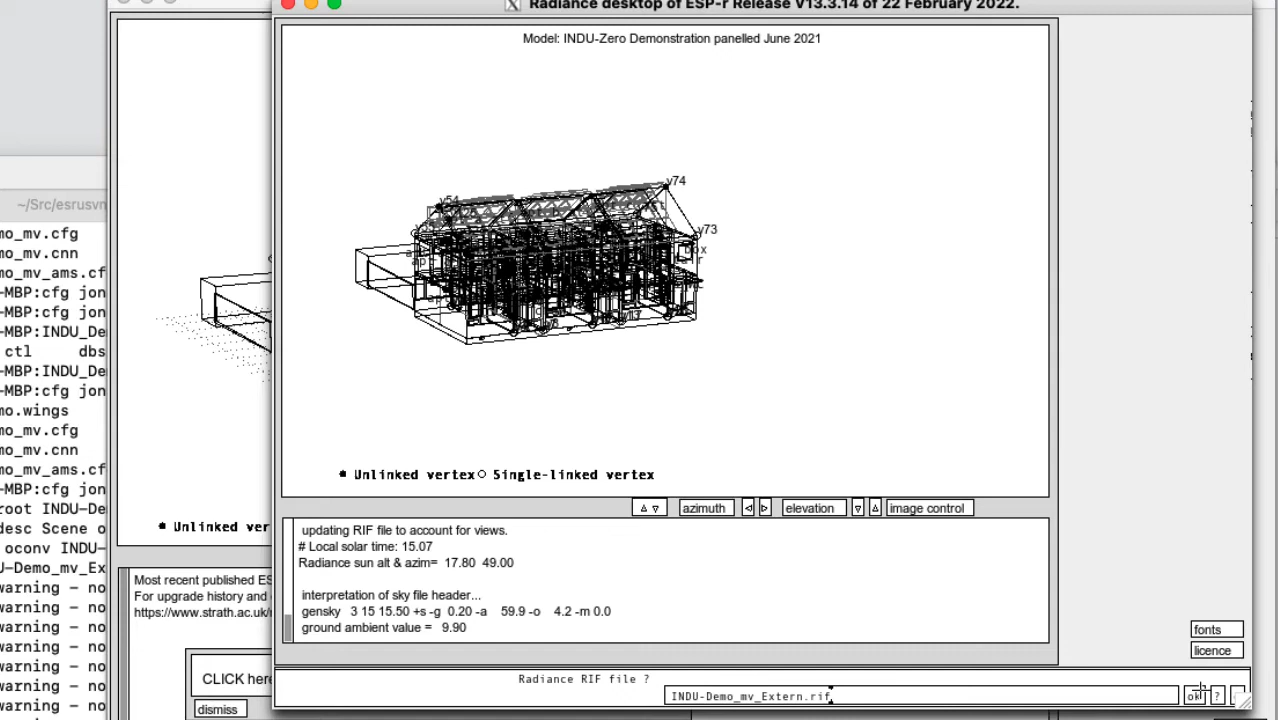 Radiance desktop of ESP-r Release V13.3.14 of 22 February 2022.
Model: INDU-Zero Demonstration panelled June 2021
~/Src/esrusvn
mo_mv.cfg
mo_mv.cnn
mo_mv_ams.cf
-MBP:cfg jon
-MBP:cfg jon
-MBP:INDU_De
ctl dbs
-MBP:INDU_De
-MBP:cfg jon
mo.wings
mo_mv.cfg
mo_mv.cnn
mo_mv_ams.cf
-MBP:cfg jon
root INDU-D
desc Scene o
oconv INDU-
U-Demo_mv_Ex
warning - no
warning - no
warning - no
warning - no
warning - no
warning - no
warning - no
v74
v73
* Unlinked vertex○ Single-linked vertex
* Unlinked ver
azimuth
elevation
image control
updating RIF file to account for views.
# Local solar time: 15.07
Radiance sun alt & azim= 17.80 49.00
interpretation of sky file header...
gensky 3 15 15.50 +s -g 0.20 -a 59.9 -o 4.2 -m 0.0
ground ambient value = 9.90
Most recent published ES
For upgrade history and
https://www.strath.ac.uk/
CLICK here
dismiss
fonts
licence
Radiance RIF file ?
INDU-Demo_mv_Extern.rif
ok
?